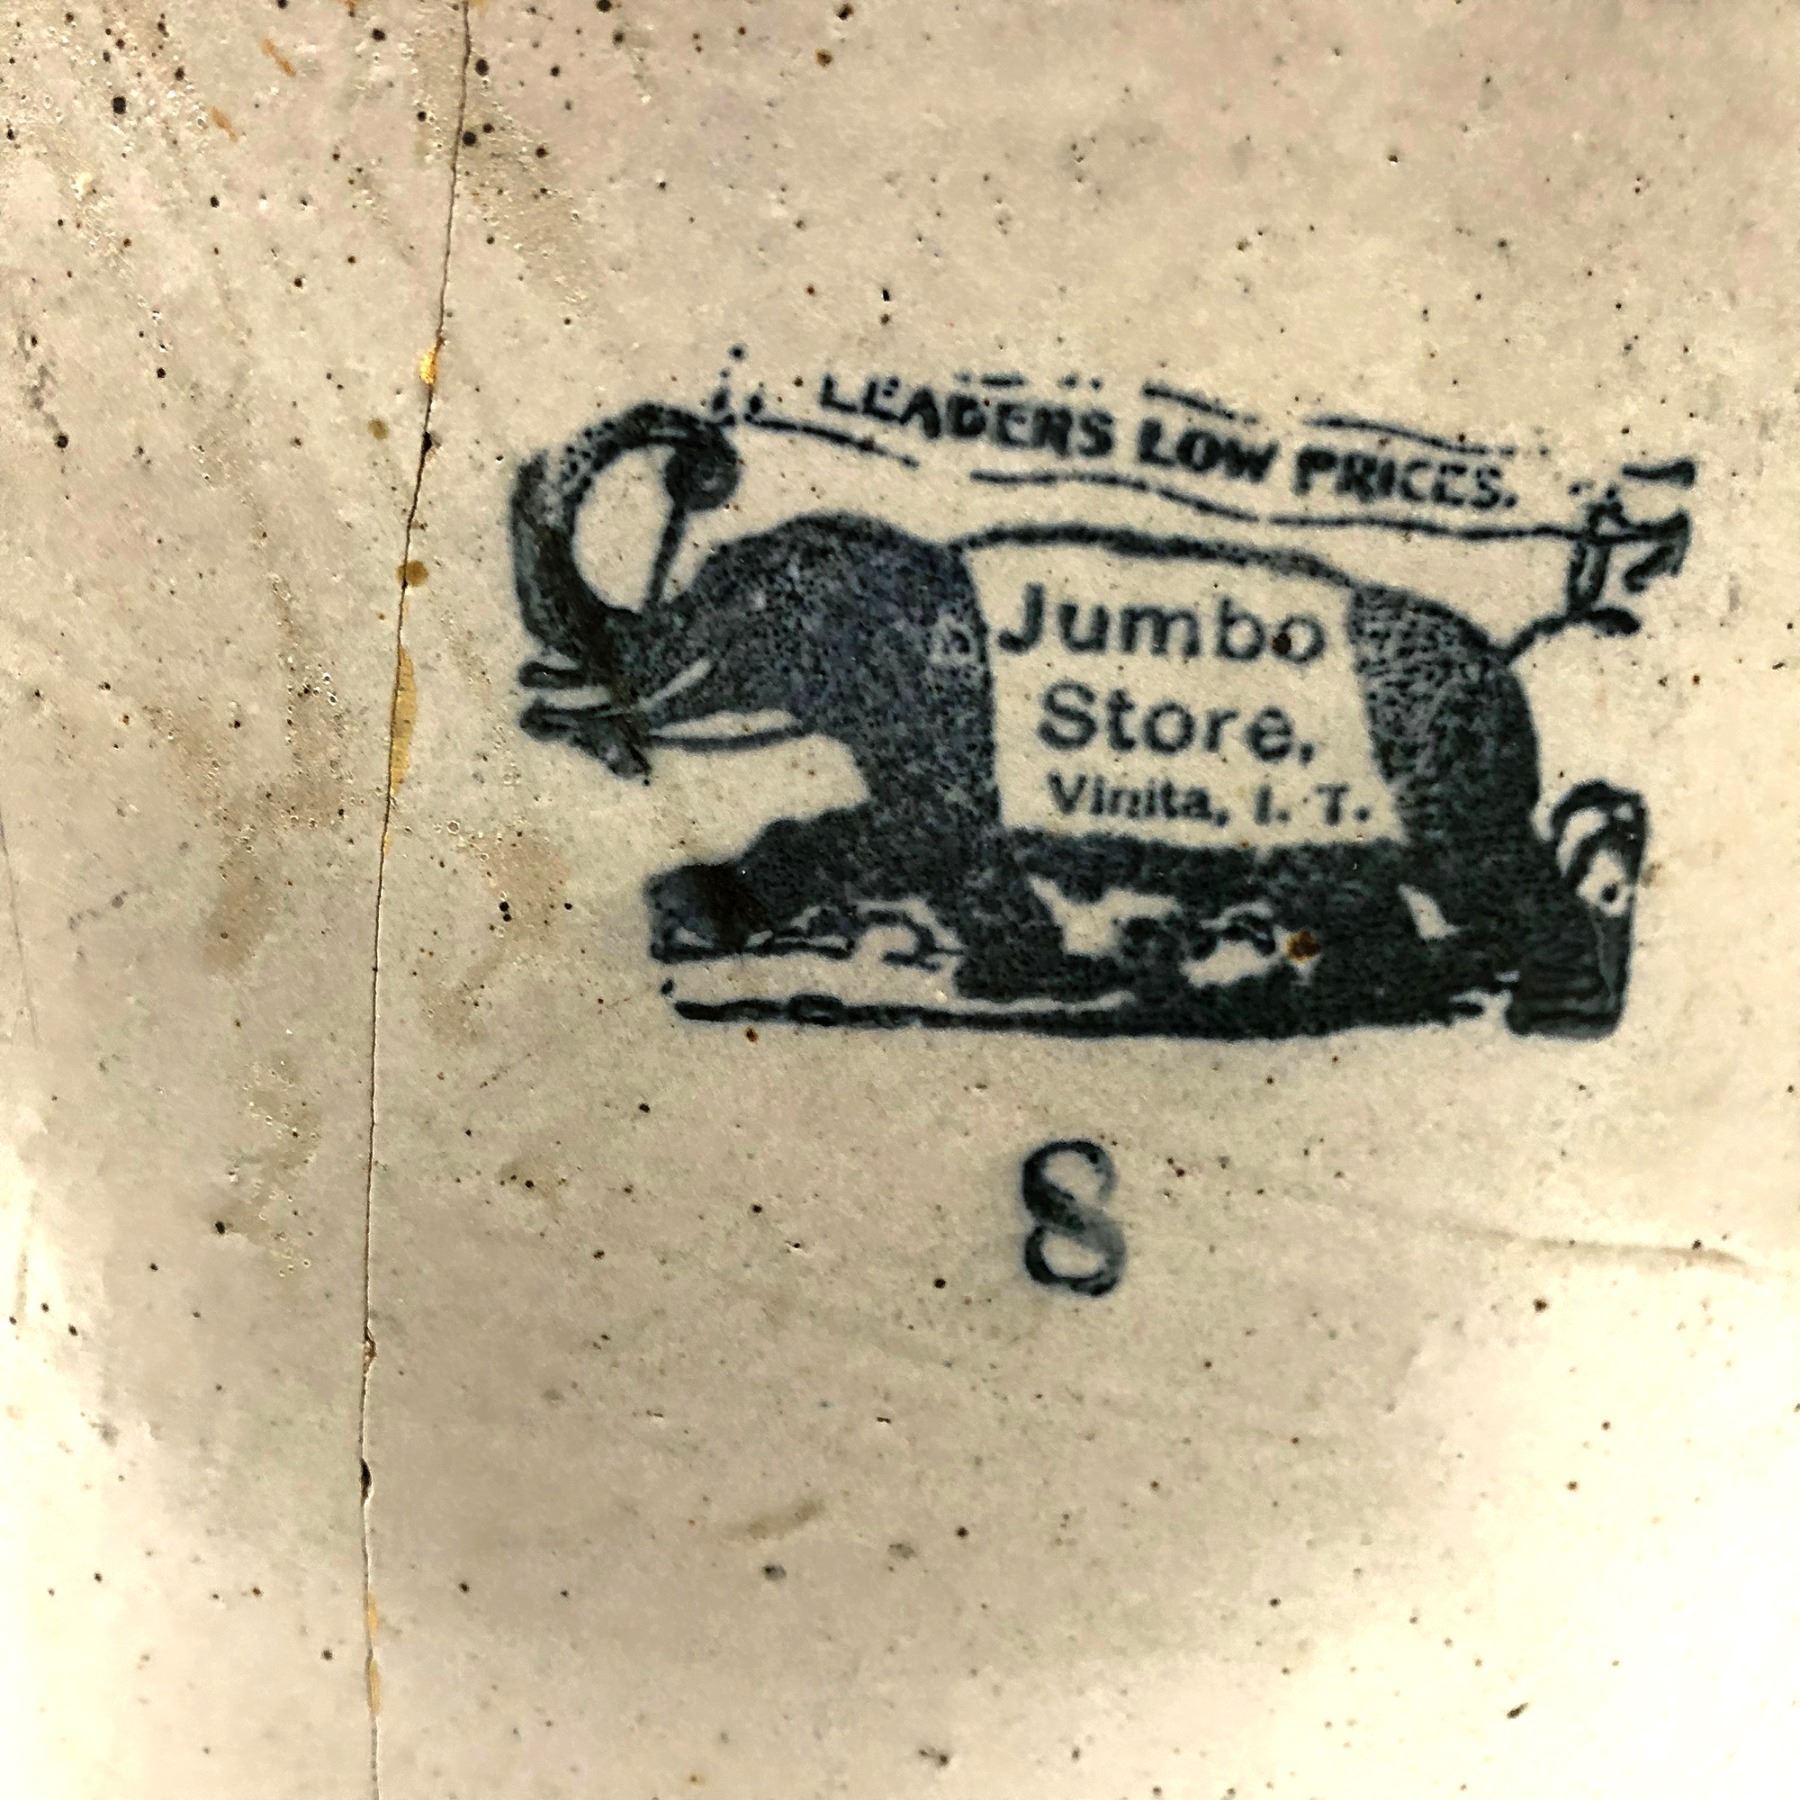 LEADERS LOW PRICES.
Jumbo
Store,
Vinita, I. T.
8